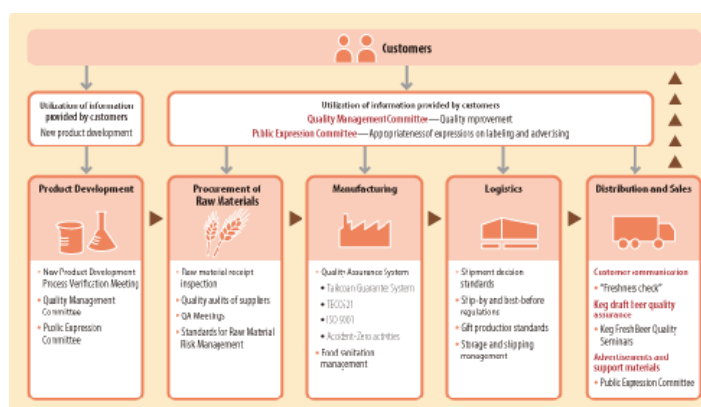 Customers
Utilization of information
provided by customers
New product development
Utilization of information provided by customers
Quality Management Committee—Quality improvement
Public Expression Committee—Appropriateness of expressions on labeling and advertising
Product Development
• New Product Development
Process Verification Meeting
• Quality Management
Committee
• Public Expression
Committee
Procurement of
Raw Materials
• Raw material receipt
inspection
• Quality audits of suppliers
• QA Meetings
• Standards for Raw Material
Risk Management
Manufacturing
• Quality Assurance System
• Guarantee System
• ISO 9001
• Accident-Zero activities
• Food sanitation
management
Logistics
• Shipment decision
standards
• Ship-by and best-before
regulations
• Gift production standards
• Storage and shipping
management
Distribution and Sales
Customer communication
• "Freshness check"
Keg draft beer quality
assurance
• Keg Fresh Beer Quality
Seminars
Advertisements and
support materials
• Public Expression Committee